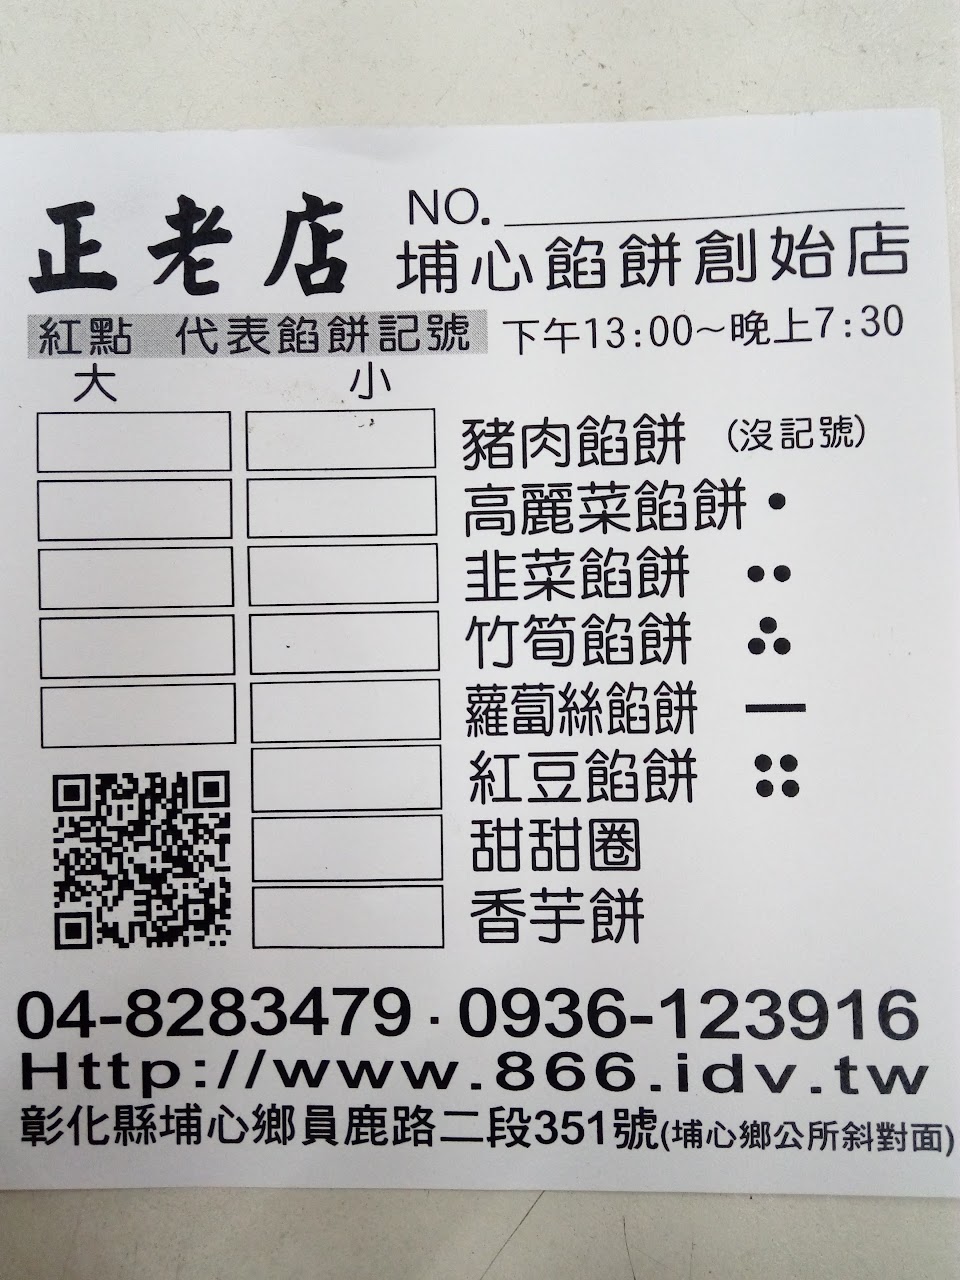 正老店
NO.
埔心餡餅創始店
紅點 代表餡餅記號
下午13:00～晚上7:30
大 小
豬肉餡餅 (沒記號)
高麗菜餡餅 •
韭菜餡餅
竹筍餡餅
蘿蔔絲餡餅 一
紅豆餡餅
甜甜圈
香芋餅
04-8283479·0936-123916
Http://www.866.idv.tw
彰化縣埔心鄉員鹿路二段351號(埔心鄉公所斜對面)